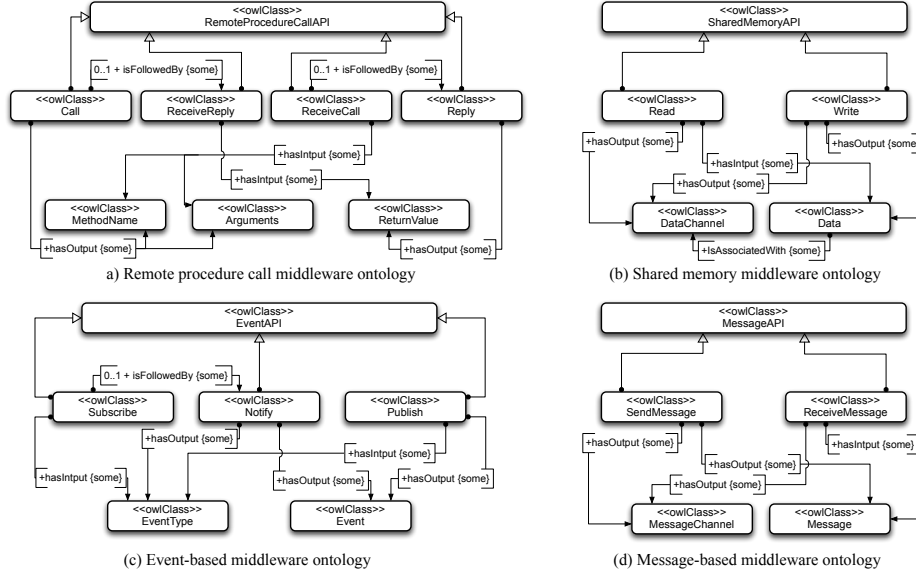 <<owlClass>>
RemoteProcedureCallAPI
0..1 + isFollowedBy {some}
0..1 + isFollowedBy {some}
<<owlClass>>
Call
<<owlClass>>
ReceiveReply
<<owlClass>>
ReceiveCall
<<owlClass>>
Reply
+hasIntput {some}
+hasIntput {some}
<<owlClass>>
MethodName
<<owlClass>>
Arguments
<<owlClass>>
ReturnValue
+hasOutput {some}
+hasOutput {some}
a) Remote procedure call middleware ontology
<<owlClass>>
SharedMemoryAPI
<<owlClass>>
Read
<<owlClass>>
Write
+hasOutput {some}
+hasOutput {some}
+hasIntput {some}
+hasOutput {some}
<<owlClass>>
DataChannel
<<owlClass>>
Data
+IsAssociatedWith {some}
(b) Shared memory middleware ontology
<<owlClass>>
EventAPI
0..1 + isFollowedBy {some}
<<owlClass>>
Subscribe
<<owlClass>>
Notify
<<owlClass>>
Publish
+hasOutput {some}
+hasIntput {some}
+hasIntput {some}
+hasOutput {some}
+hasOutput {some}
<<owlClass>>
EventType
<<owlClass>>
Event
(c) Event-based middleware ontology
<<owlClass>>
MessageAPI
<<owlClass>>
SendMessage
<<owlClass>>
ReceiveMessage
+hasOutput {some}
+hasIntput {some}
+hasOutput {some}
+hasOutput {some}
<<owlClass>>
MessageChannel
<<owlClass>>
Message
(d) Message-based middleware ontology